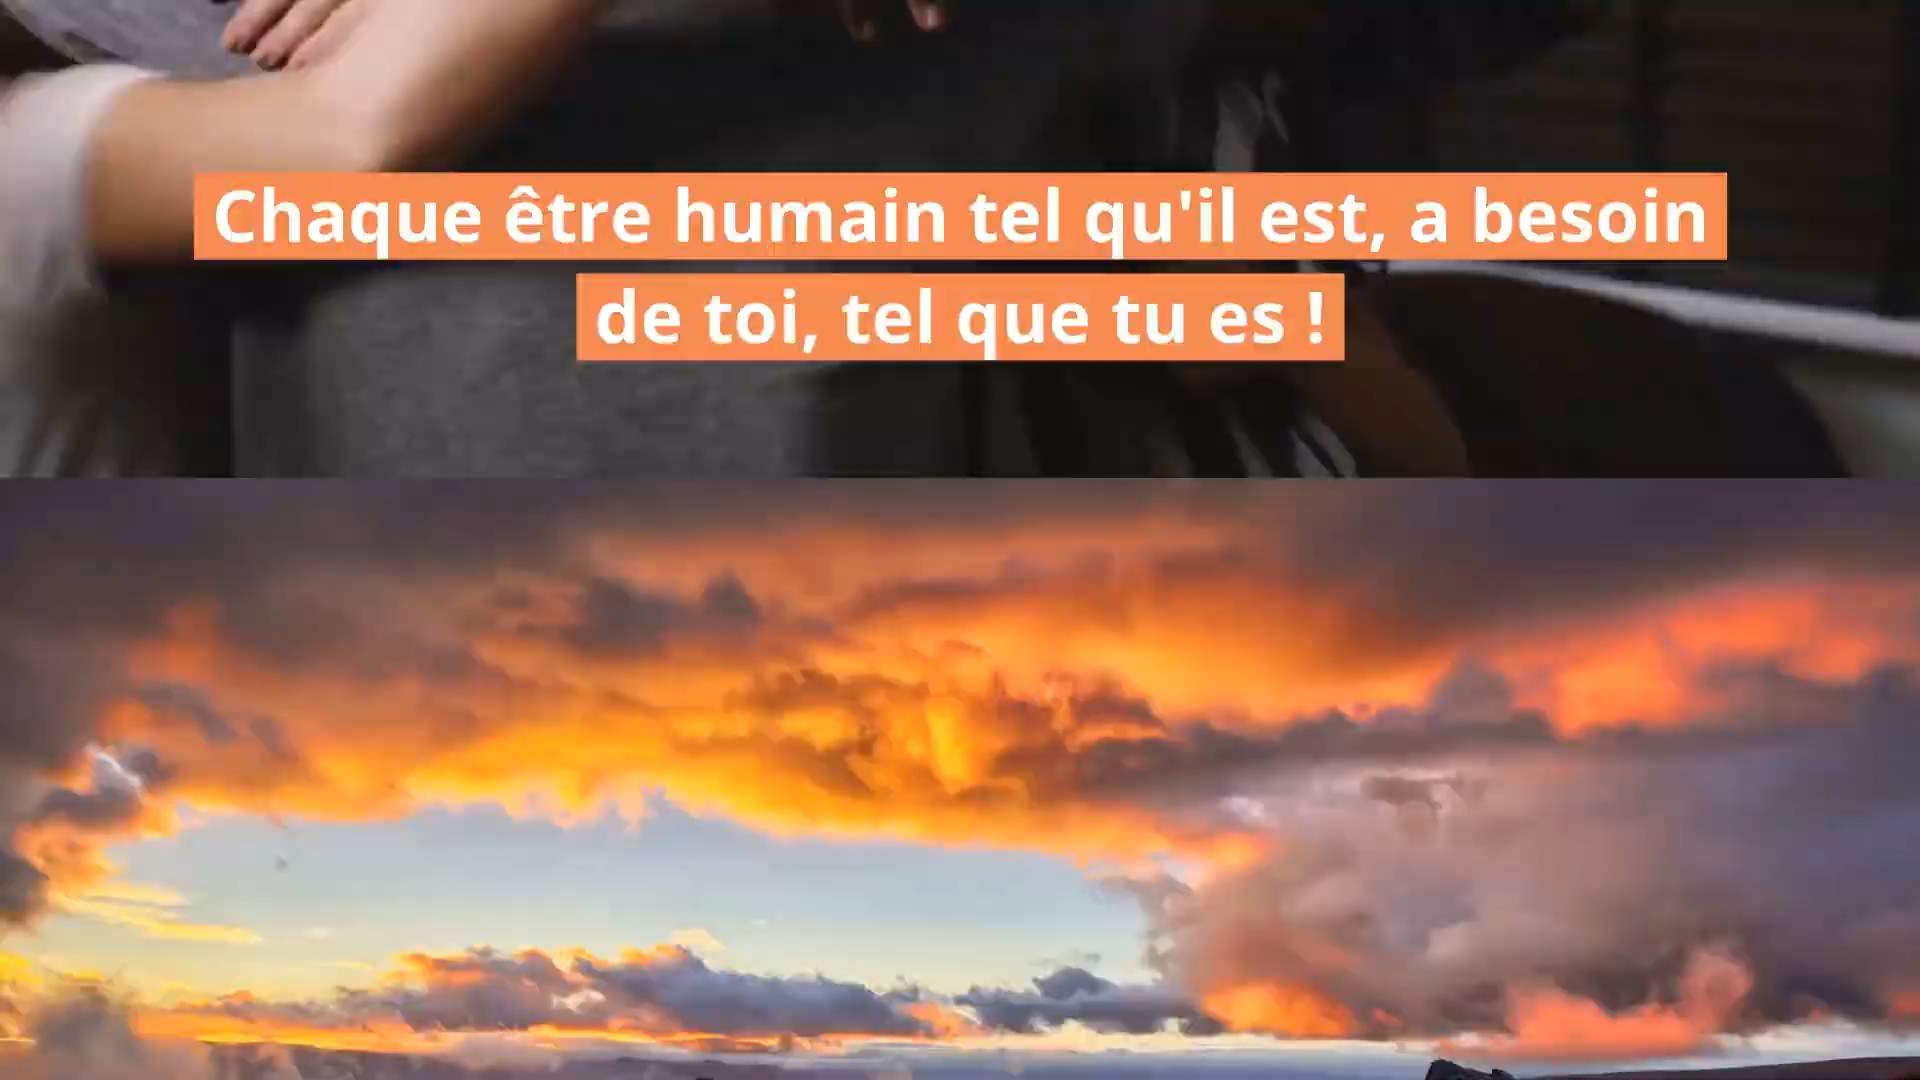 Chaque être humain tel qu'il est, a besoin
de toi, tel que tu es !